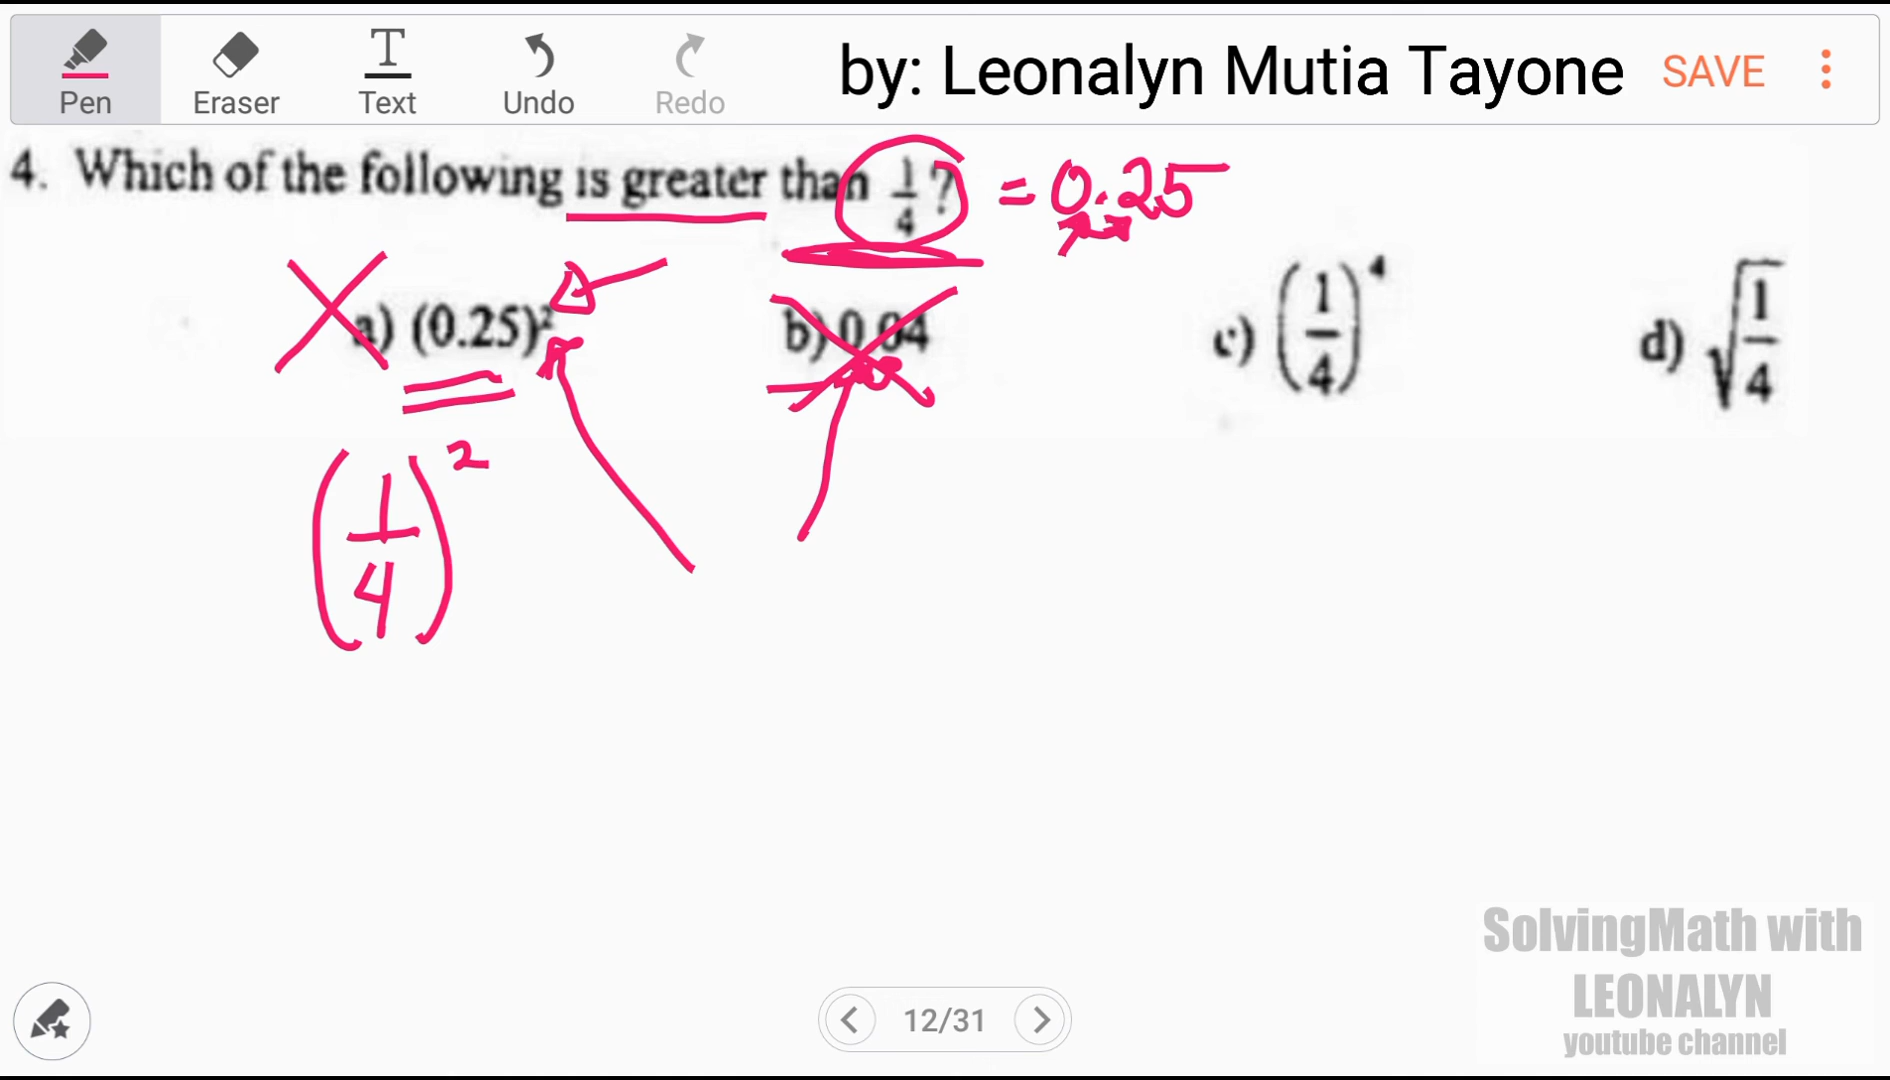 Pen Eraser Text Undo Redo by: Leonalyn Mutia Tayone SAVE
4. Which of the following is greater than 1/4? = 0.25
a) (0.25)² b) 0.04 c) (1/4)⁴ d) √(1/4)
(1/4)²
SolvingMath with
LEONALYN
youtube channel
12/31